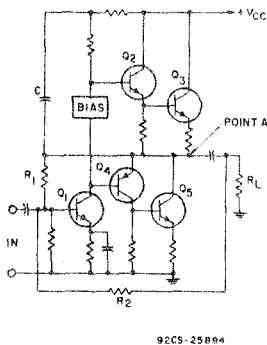 + VCC
Q2
Q3
C
BIAS
POINT A
Q4
R1
Q1
Q5
RL
IN
R2
92CS-25894